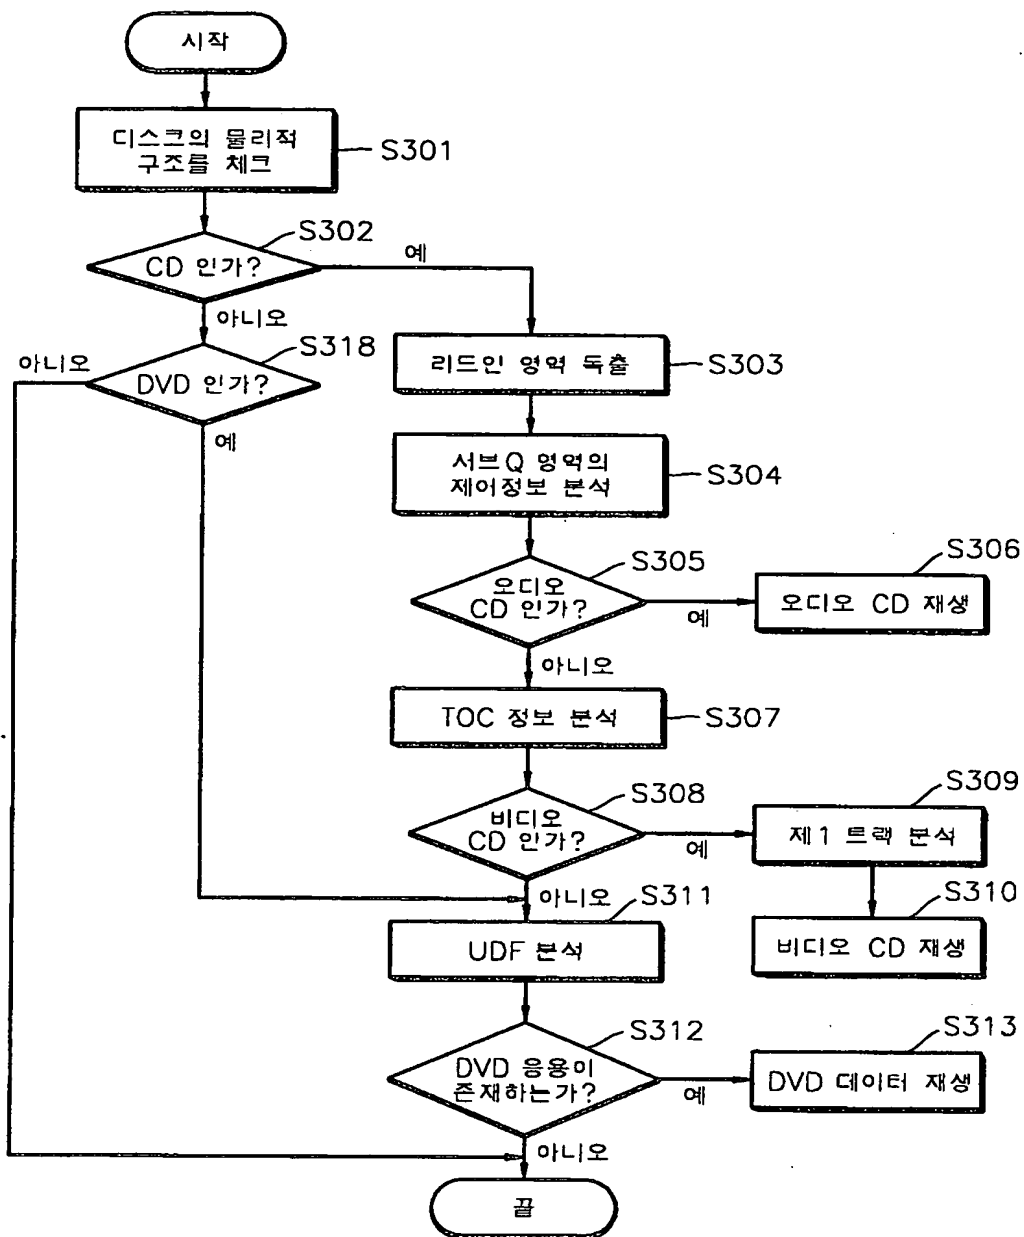 시작
디스크의 물리적
구조를 체크
S301
S302
CD 인가?
예
아니오
S318
아니오
DVD 인가?
예
리드인 영역 독출
S303
서브Q 영역의
제어정보 분석
S304
S305
오디오
CD 인가?
예
S306
오디오 CD 재생
아니오
TOC 정보 분석
S307
S308
비디오
CD 인가?
예
S309
제1 트랙 분석
S310
비디오 CD 재생
아니오
S311
UDF 분석
S312
DVD 응용이
존재하는가?
예
S313
DVD 데이터 재생
아니오
끝